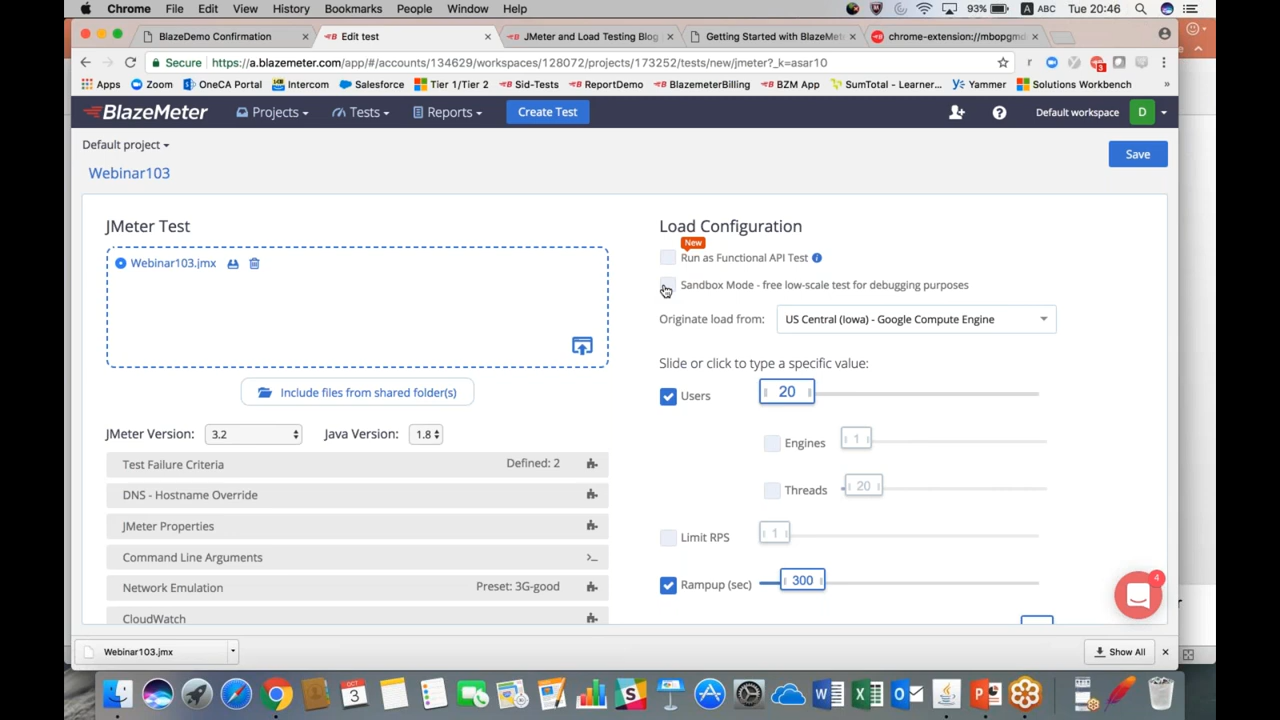 Chrome File Edit View History Bookmarks People Window Help 93% A ABC Tue 20:46
BlazeDemo Confirmation Edit test JMeter and Load Testing Blog Getting Started with BlazeMete chrome-extension://mbopgmd
Secure https://a.blazemeter.com/app/#/accounts/134629/workspaces/128072/projects/173252/tests/new/jmeter?_k=asar10
Apps Zoom OneCA Portal Intercom Salesforce Tier 1/Tier 2 Sid-Tests ReportDemo BlazemeterBilling BZM App SumTotal - Learner... Yammer Solutions Workbench »
BlazeMeter Projects Tests Reports Create Test Default workspace D
Default project
Save
Webinar103
JMeter Test
Load Configuration
New
Webinar103.jmx
Run as Functional API Test
Sandbox Mode - free low-scale test for debugging purposes
Originate load from: US Central (Iowa) - Google Compute Engine
Slide or click to type a specific value:
Include files from shared folder(s)
Users 20
JMeter Version: 3.2 Java Version: 1.8
Engines 1
Test Failure Criteria Defined: 2
Threads 20
DNS - Hostname Override
JMeter Properties
Limit RPS 1
Command Line Arguments >_
Network Emulation Preset: 3G-good
Rampup (sec) 300
4
CloudWatch
Webinar103.jmx
Show All
OCT
3